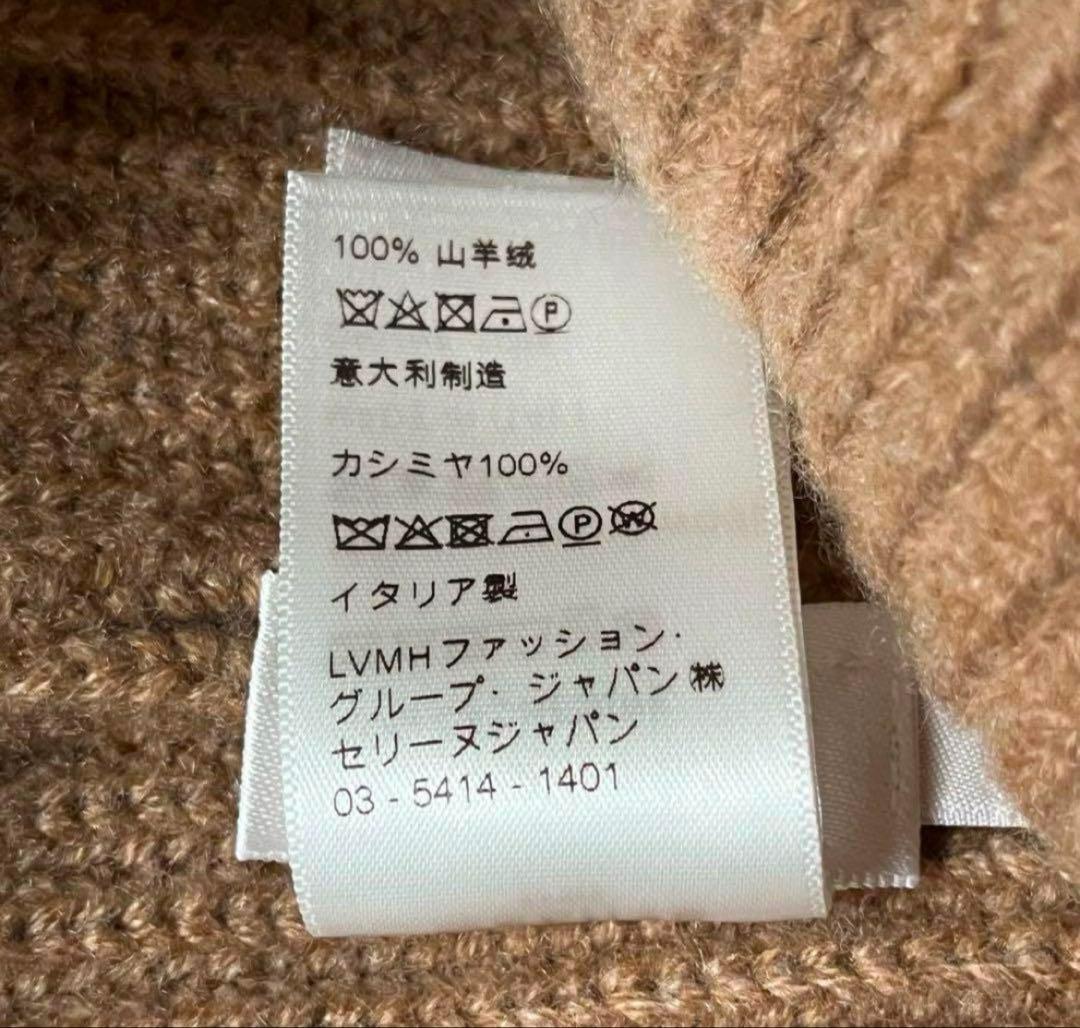 100% 山羊绒
P
意大利制造
カシミヤ100%
P W
イタリア製
LVMHファッション·
グループ· ジャパン㈱
セリーヌジャパン
03 - 5414 - 1401